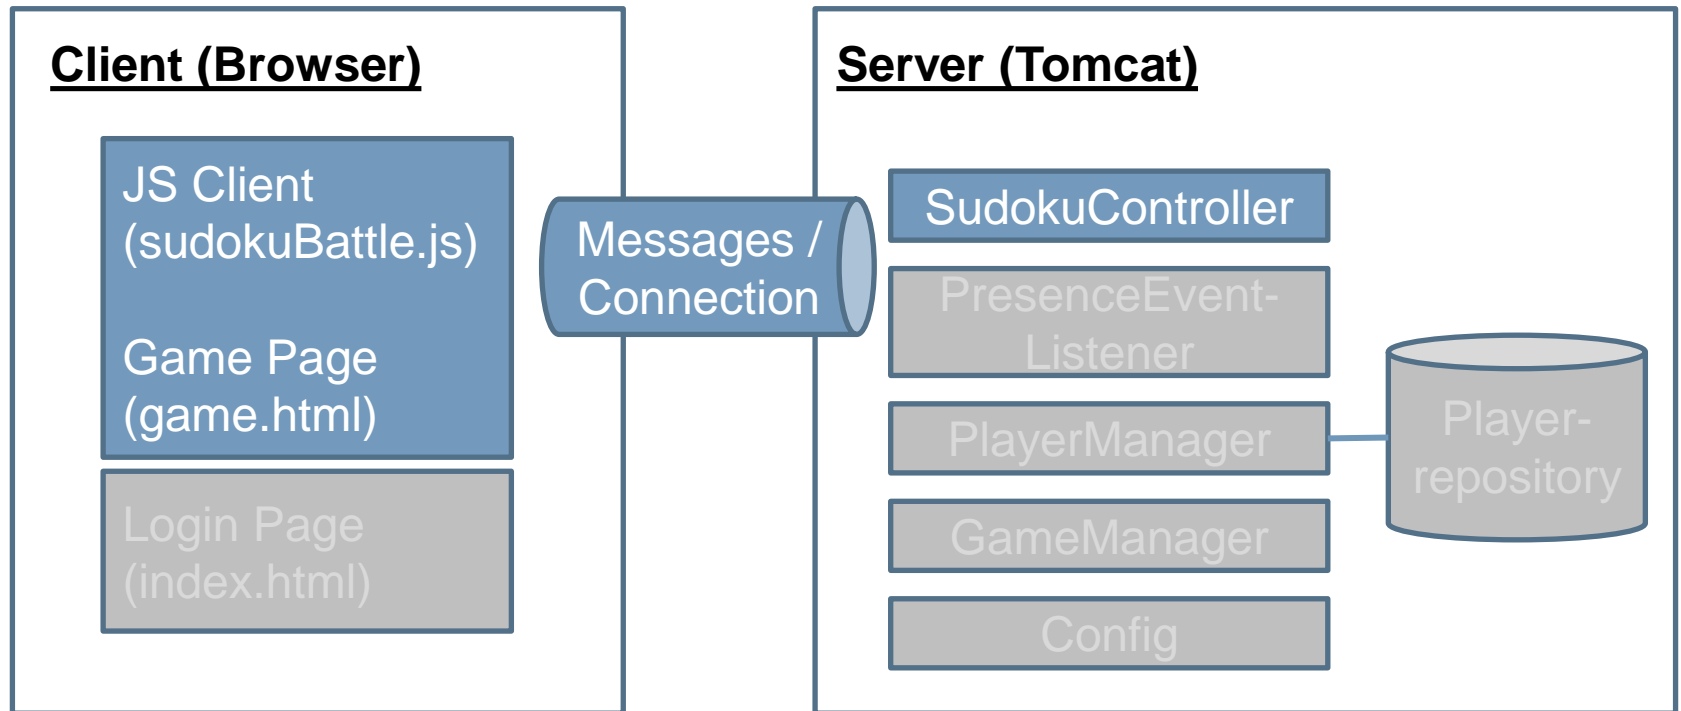 Client (Browser)
JS Client
(sudokuBattle.js)
Game Page
(game.html)
Login Page
(index.html)
Messages /
Connection
Server (Tomcat)
SudokuController
PresenceEvent-
Listener
PlayerManager
GameManager
Config
Player-
repository